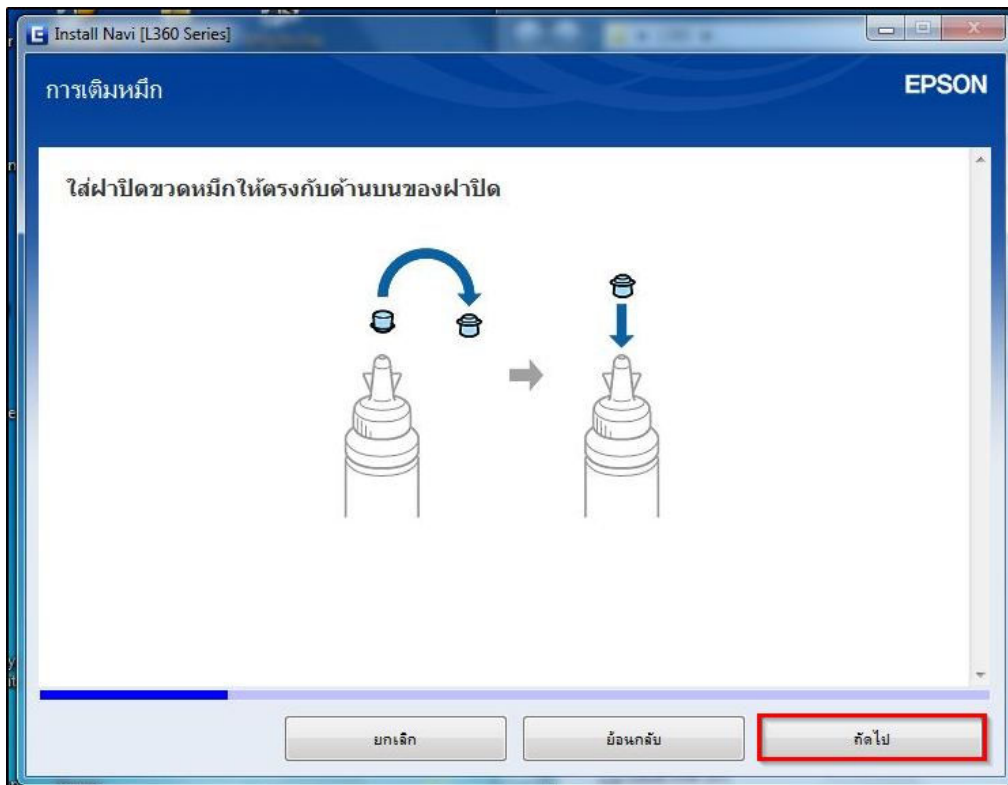 Install Navi [L360 Series]
การเติมหมึก
EPSON
ใส่ฝาปิดขวดหมึกให้ตรงกับด้านบนของฝาปิด
ยกเลิก
ย้อนกลับ
ถัดไป